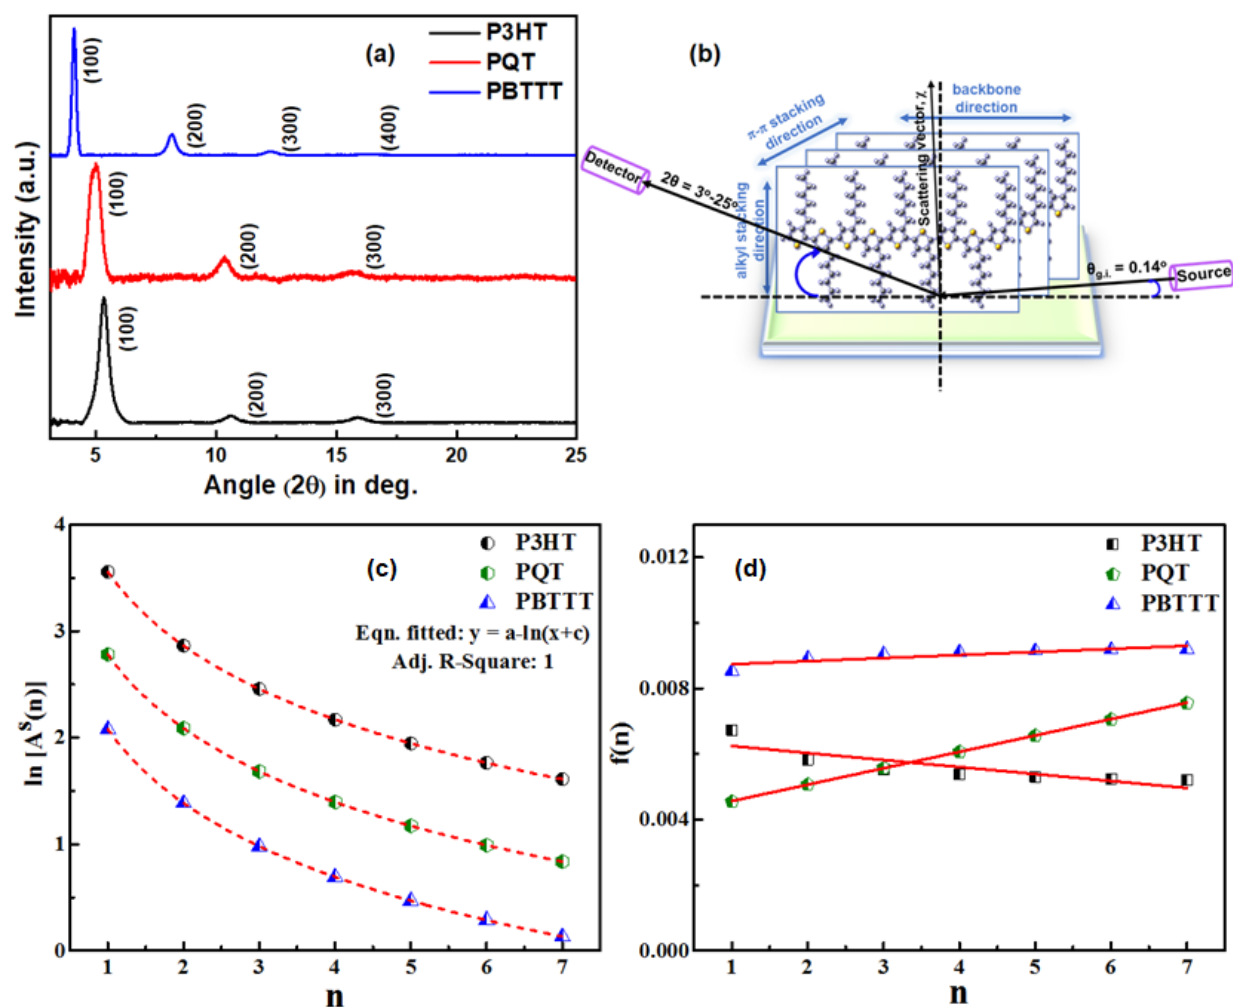 (a)
P3HT
PQT
PBTTT
(100)
(200)
(300)
(400)
(100)
(200)
(300)
(100)
(200)
(300)
Intensity (a.u.)
5
10
15
20
25
Angle (2θ) in deg.
(b)
backbone
direction
π-π stacking
direction
Scattering vector, χ
Detector
2θ = 3°-25°
alkyl stacking
direction
θg.i. = 0.14°
Source
4
3
2
1
0
ln |A^S(n)|
(c)
P3HT
PQT
PBTTT
Eqn. fitted: y = a-ln(x+c)
Adj. R-Square: 1
1
2
3
4
5
6
7
n
0.012
0.008
0.004
0.000
f(n)
(d)
P3HT
PQT
PBTTT
1
2
3
4
5
6
7
n